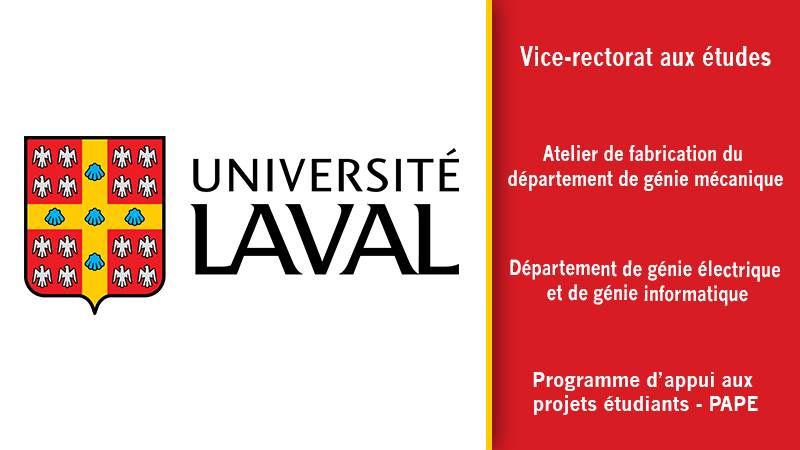 UNIVERSITÉ
LAVAL
Vice-rectorat aux études
Atelier de fabrication du
département de génie mécanique
Département de génie électrique
et de génie informatique
Programme d'appui aux
projets étudiants - PAPE